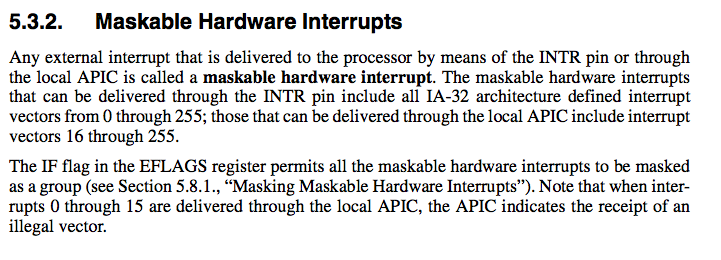 5.3.2. Maskable Hardware Interrupts
Any external interrupt that is delivered to the processor by means of the INTR pin or through
the local APIC is called a maskable hardware interrupt. The maskable hardware interrupts
that can be delivered through the INTR pin include all IA-32 architecture defined interrupt
vectors from 0 through 255; those that can be delivered through the local APIC include interrupt
vectors 16 through 255.
The IF flag in the EFLAGS register permits all the maskable hardware interrupts to be masked
as a group (see Section 5.8.1., “Masking Maskable Hardware Interrupts”). Note that when inter-
rupts 0 through 15 are delivered through the local APIC, the APIC indicates the receipt of an
illegal vector.